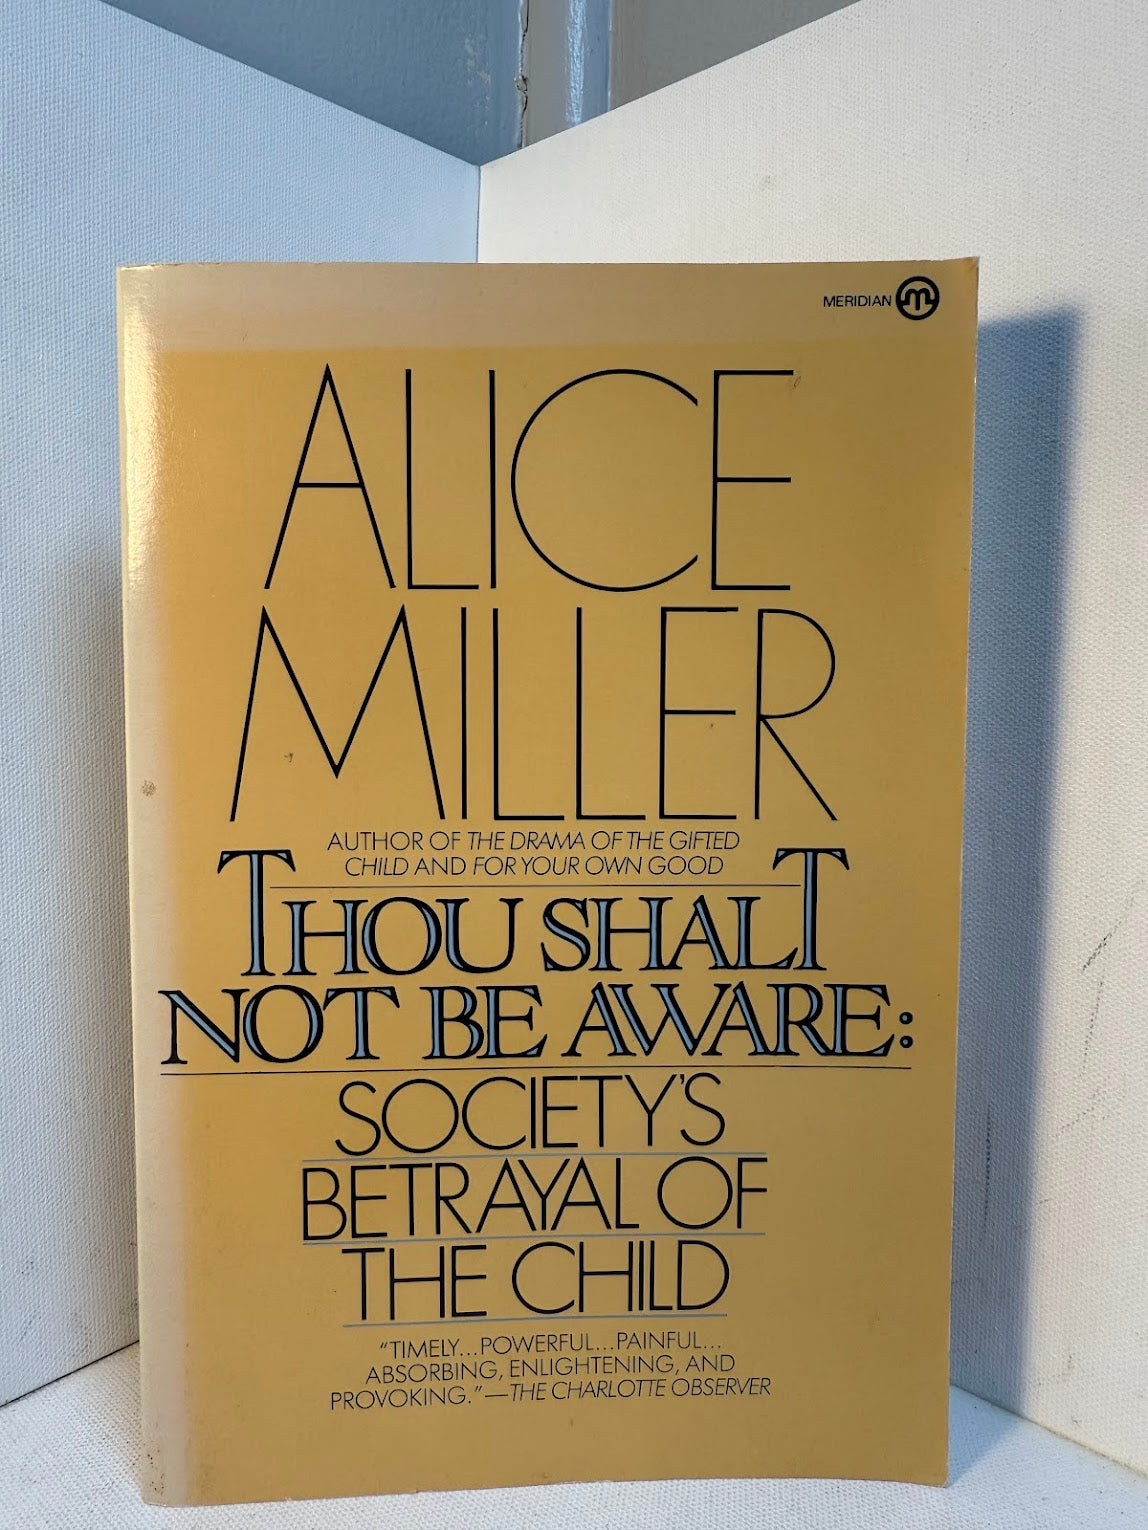 MERIDIAN
ALICE
MILLER
AUTHOR OF THE DRAMA OF THE GIFTED
CHILD AND FOR YOUR OWN GOOD
THOU SHALT
NOT BE AWARE:
SOCIETY'S
BETRAYAL OF
THE CHILD
"TIMELY...POWERFUL...PAINFUL...
ABSORBING, ENLIGHTENING, AND
PROVOKING."—THE CHARLOTTE OBSERVER